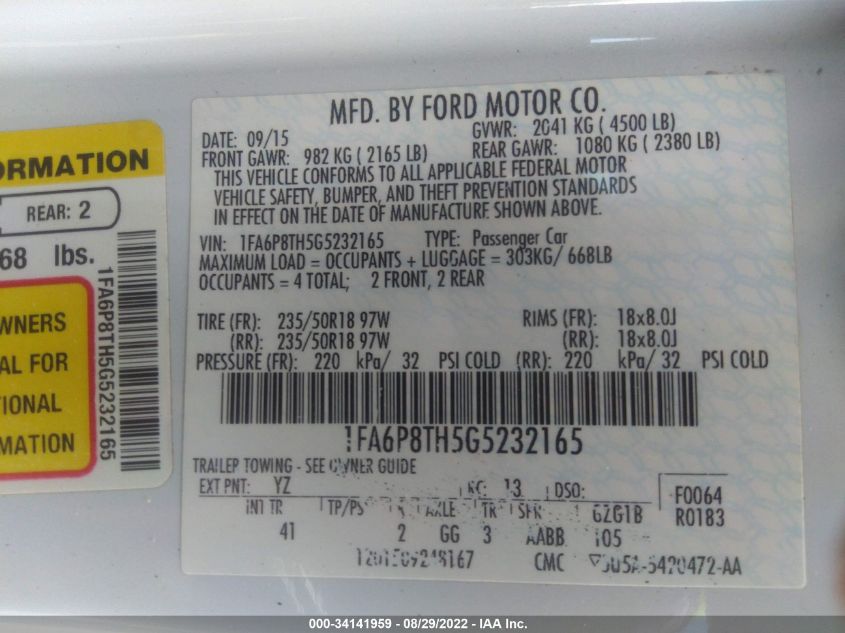 ORMATION
REAR: 2
68 lbs.
WNERS
AL FOR
TIONAL
MATION
1FA6P8TH5G5232165
MFD. BY FORD MOTOR CO.
DATE: 09/15 GVWR: 2041 KG ( 4500 LB)
FRONT GAWR: 982 KG ( 2165 LB) REAR GAWR: 1080 KG ( 2380 LB)
THIS VEHICLE CONFORMS TO ALL APPLICABLE FEDERAL MOTOR
VEHICLE SAFETY, BUMPER, AND THEFT PREVENTION STANDARDS
IN EFFECT ON THE DATE OF MANUFACTURE SHOWN ABOVE.
VIN: 1FA6P8TH5G5232165 TYPE: Passenger Car
MAXIMUM LOAD = OCCUPANTS + LUGGAGE = 303KG/ 668LB
OCCUPANTS = 4 TOTAL; 2 FRONT, 2 REAR
TIRE (FR): 235/50R18 97W RIMS (FR): 18x8.0J
(RR): 235/50R18 97W (RR): 18x8.0J
PRESSURE (FR): 220 kPa/ 32 PSI COLD (RR): 220 kPa/ 32 PSI COLD
1FA6P8TH5G5232165
TRAILER TOWING - SEE OWNER GUIDE
EXT PNT: YZ RC: 13 DSO: F0064
INT TR TP/PS R AXLE TR SPR GZG1B R0183
41 2 GG 3 AABB 105
CMC
000-34141959 - 08/29/2022 - IAA Inc.